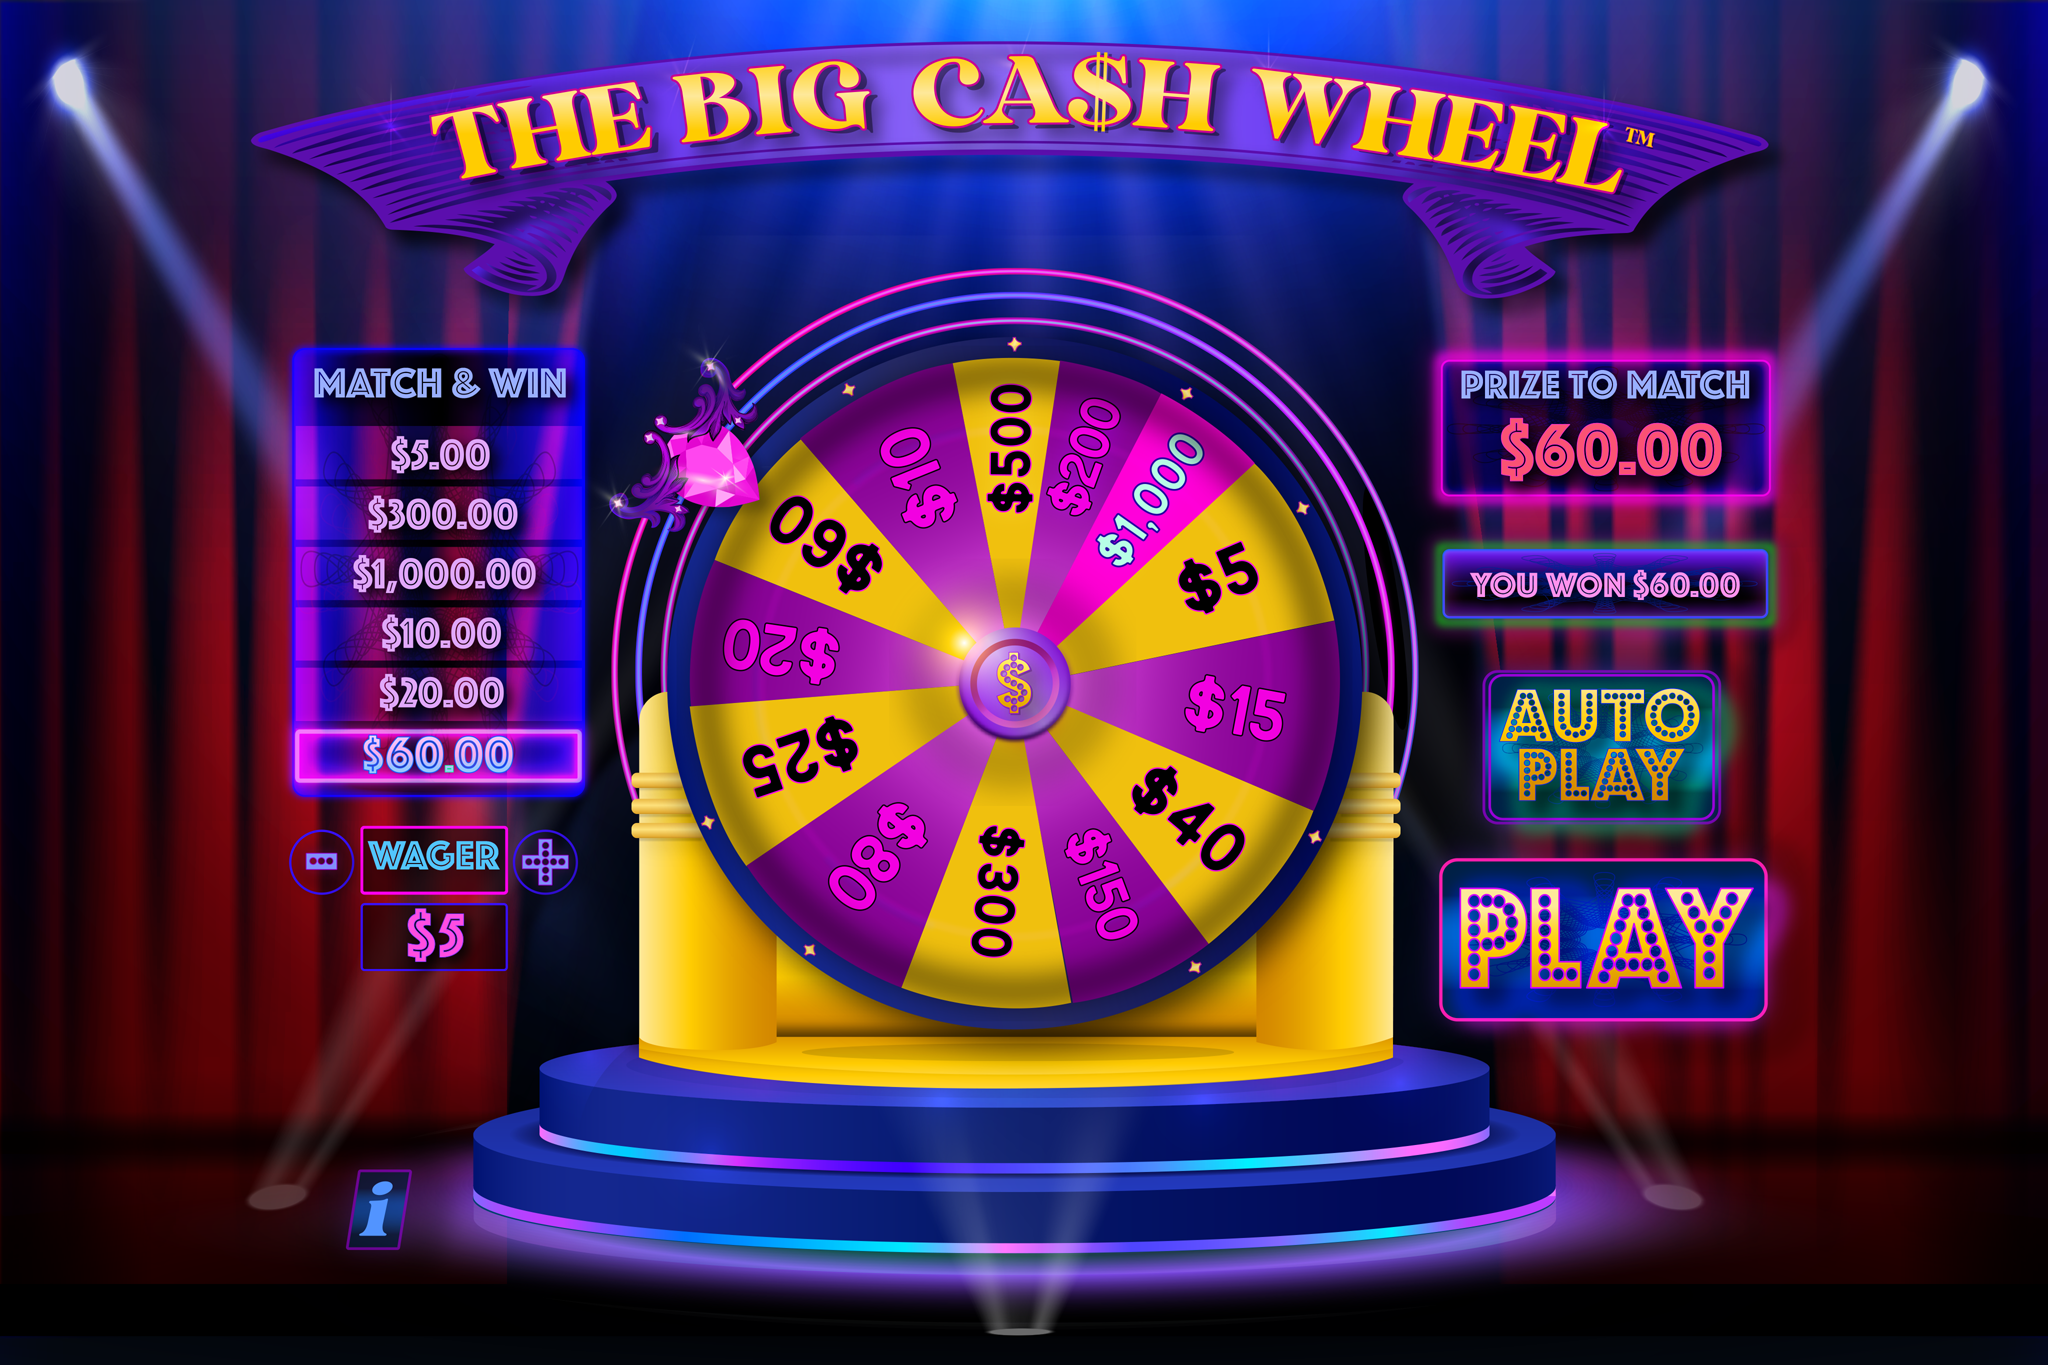 THE BIG CA$H WHEEL™
MATCH & WIN
$5.00
$300.00
$1,000.00
$10.00
$20.00
$60.00
WAGER
$5
$500
$200
$1,000
$5
$15
$40
$150
$300
$80
$25
$20
$60
$10
$
PRIZE TO MATCH
$60.00
YOU WON $60.00
AUTO
PLAY
PLAY
i